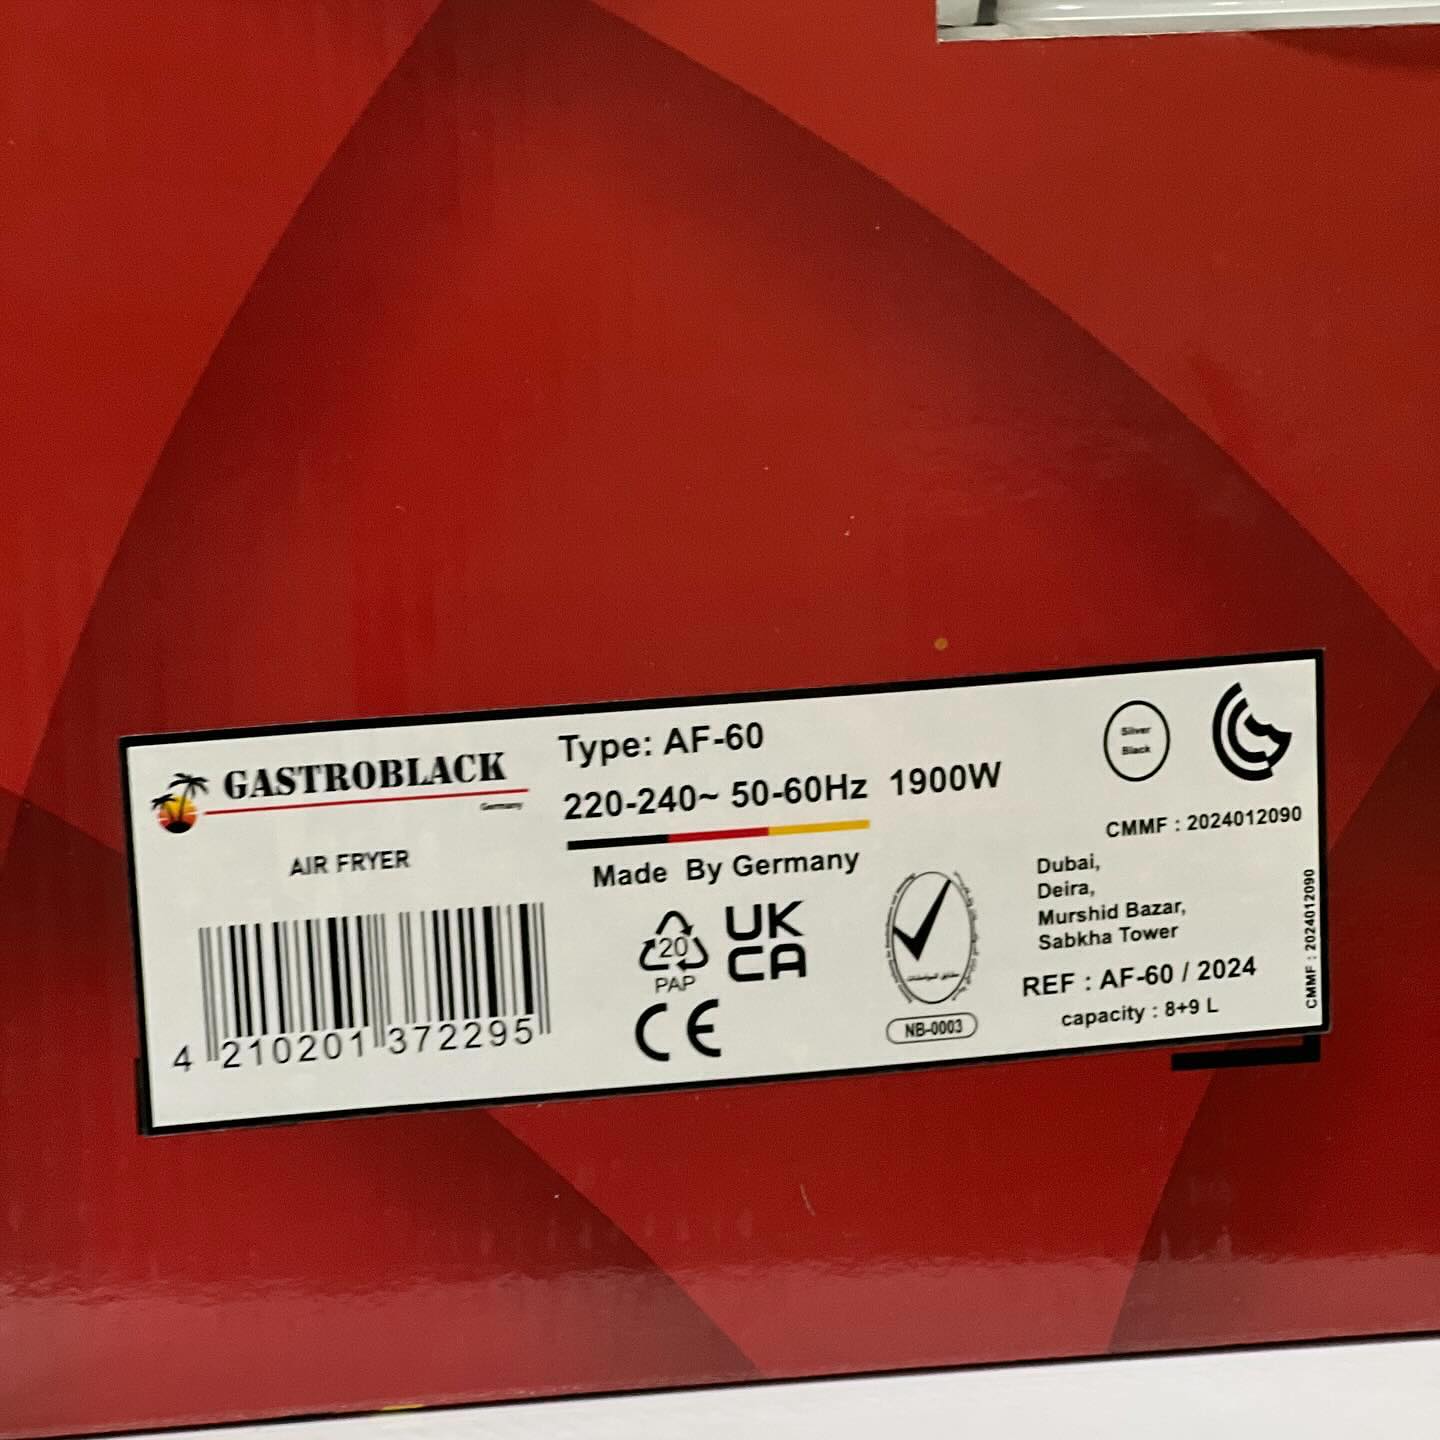 GASTROBLACK
Germany
AIR FRYER
4 210201 372295
Type: AF-60
220-240~ 50-60Hz 1900W
Made By Germany
20
PAP
UK
CA
CE
NB-0003
Silver
Black
CMMF : 2024012090
Dubai,
Deira,
Murshid Bazar,
Sabkha Tower
REF : AF-60 / 2024
capacity : 8+9 L
CMMF : 2024012090